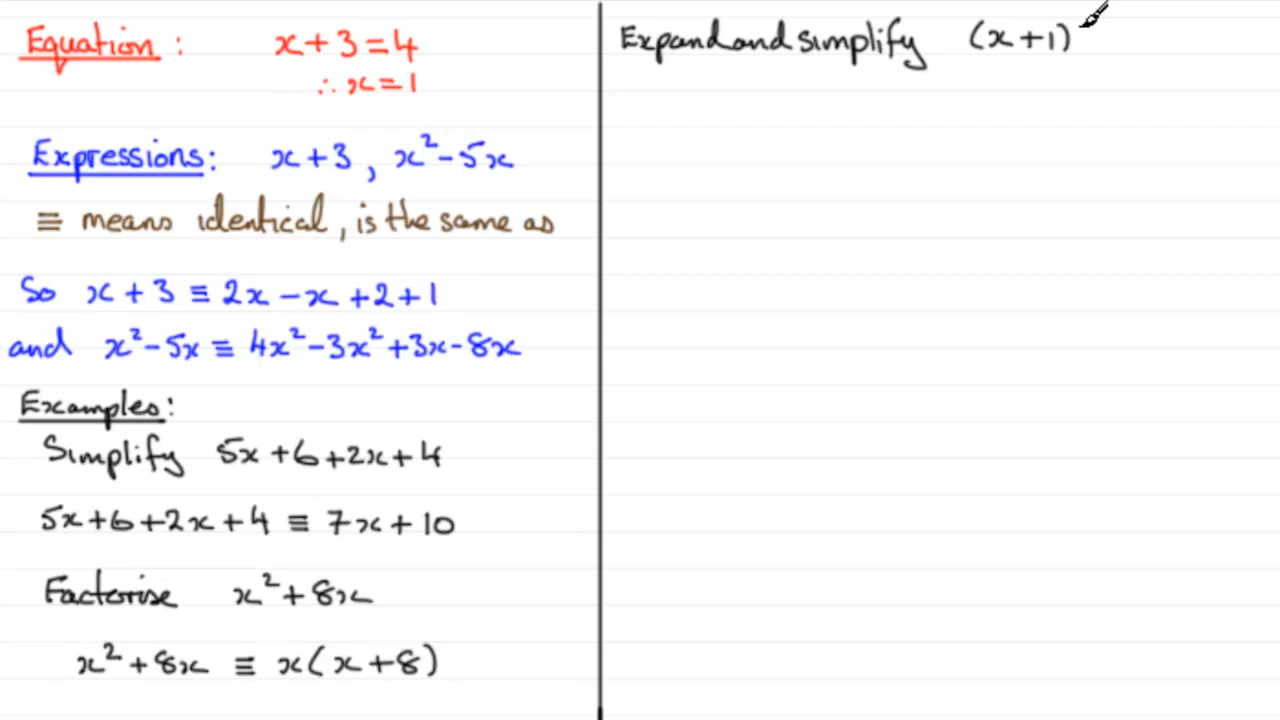 Equation : x + 3 = 4
∴ x = 1
Expressions : x + 3 , x² - 5x
≡ means identical, is the same as
So x + 3 ≡ 2x - x + 2 + 1
and x² - 5x ≡ 4x² - 3x² + 3x - 8x
Examples :
Simplify 5x + 6 + 2x + 4
5x + 6 + 2x + 4 ≡ 7x + 10
Factorise x² + 8x
x² + 8x ≡ x(x + 8)
Expand and simplify (x + 1)